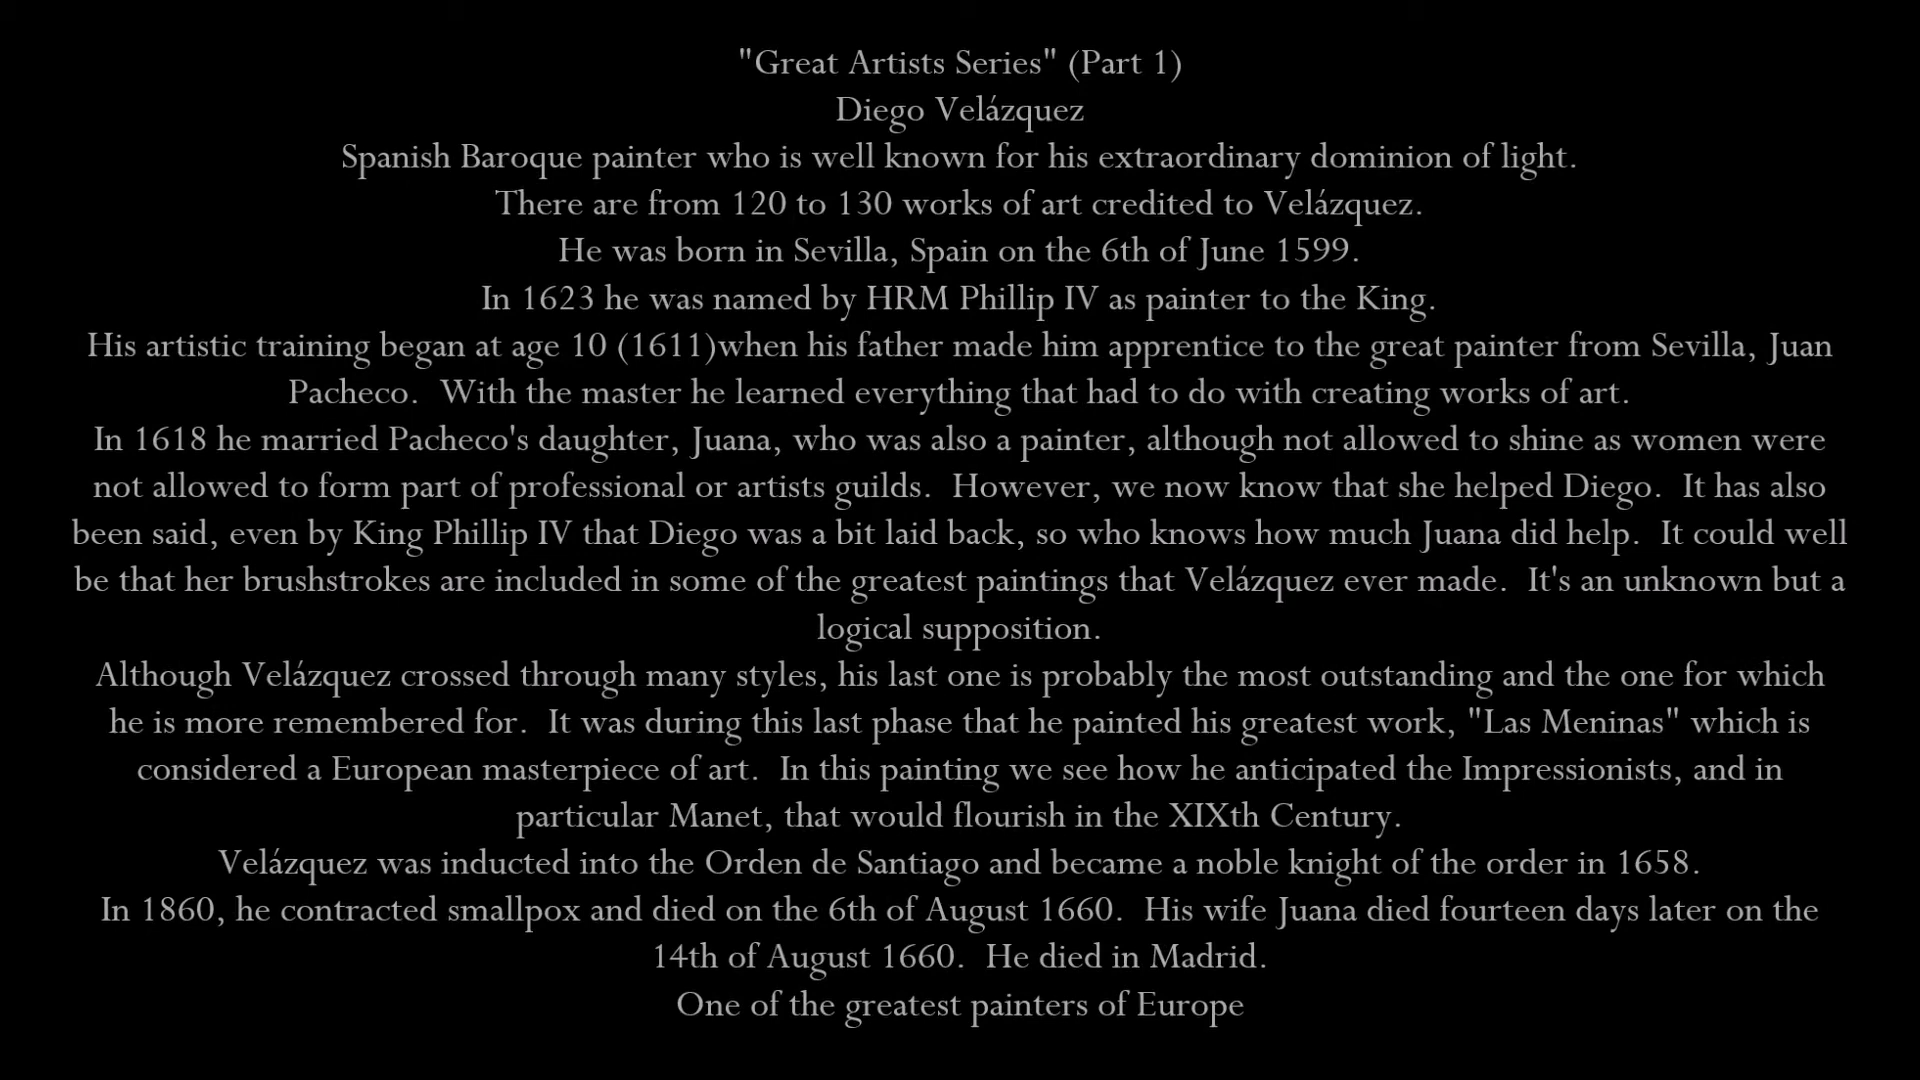 "Great Artists Series" (Part 1)
Diego Velázquez
Spanish Baroque painter who is well known for his extraordinary dominion of light.
There are from 120 to 130 works of art credited to Velázquez.
He was born in Sevilla, Spain on the 6th of June 1599.
In 1623 he was named by HRM Phillip IV as painter to the King.
His artistic training began at age 10 (1611)when his father made him apprentice to the great painter from Sevilla, Juan
Pacheco.  With the master he learned everything that had to do with creating works of art.
In 1618 he married Pacheco's daughter, Juana, who was also a painter, although not allowed to shine as women were
not allowed to form part of professional or artists guilds.  However, we now know that she helped Diego.  It has also
been said, even by King Phillip IV that Diego was a bit laid back, so who knows how much Juana did help.  It could well
be that her brushstrokes are included in some of the greatest paintings that Velázquez ever made.  It's an unknown but a
logical supposition.
Although Velázquez crossed through many styles, his last one is probably the most outstanding and the one for which
he is more remembered for.  It was during this last phase that he painted his greatest work, "Las Meninas" which is
considered a European masterpiece of art.  In this painting we see how he anticipated the Impressionists, and in
particular Manet, that would flourish in the XIXth Century.
Velázquez was inducted into the Orden de Santiago and became a noble knight of the order in 1658.
In 1860, he contracted smallpox and died on the 6th of August 1660.  His wife Juana died fourteen days later on the
14th of August 1660.  He died in Madrid.
One of the greatest painters of Europe